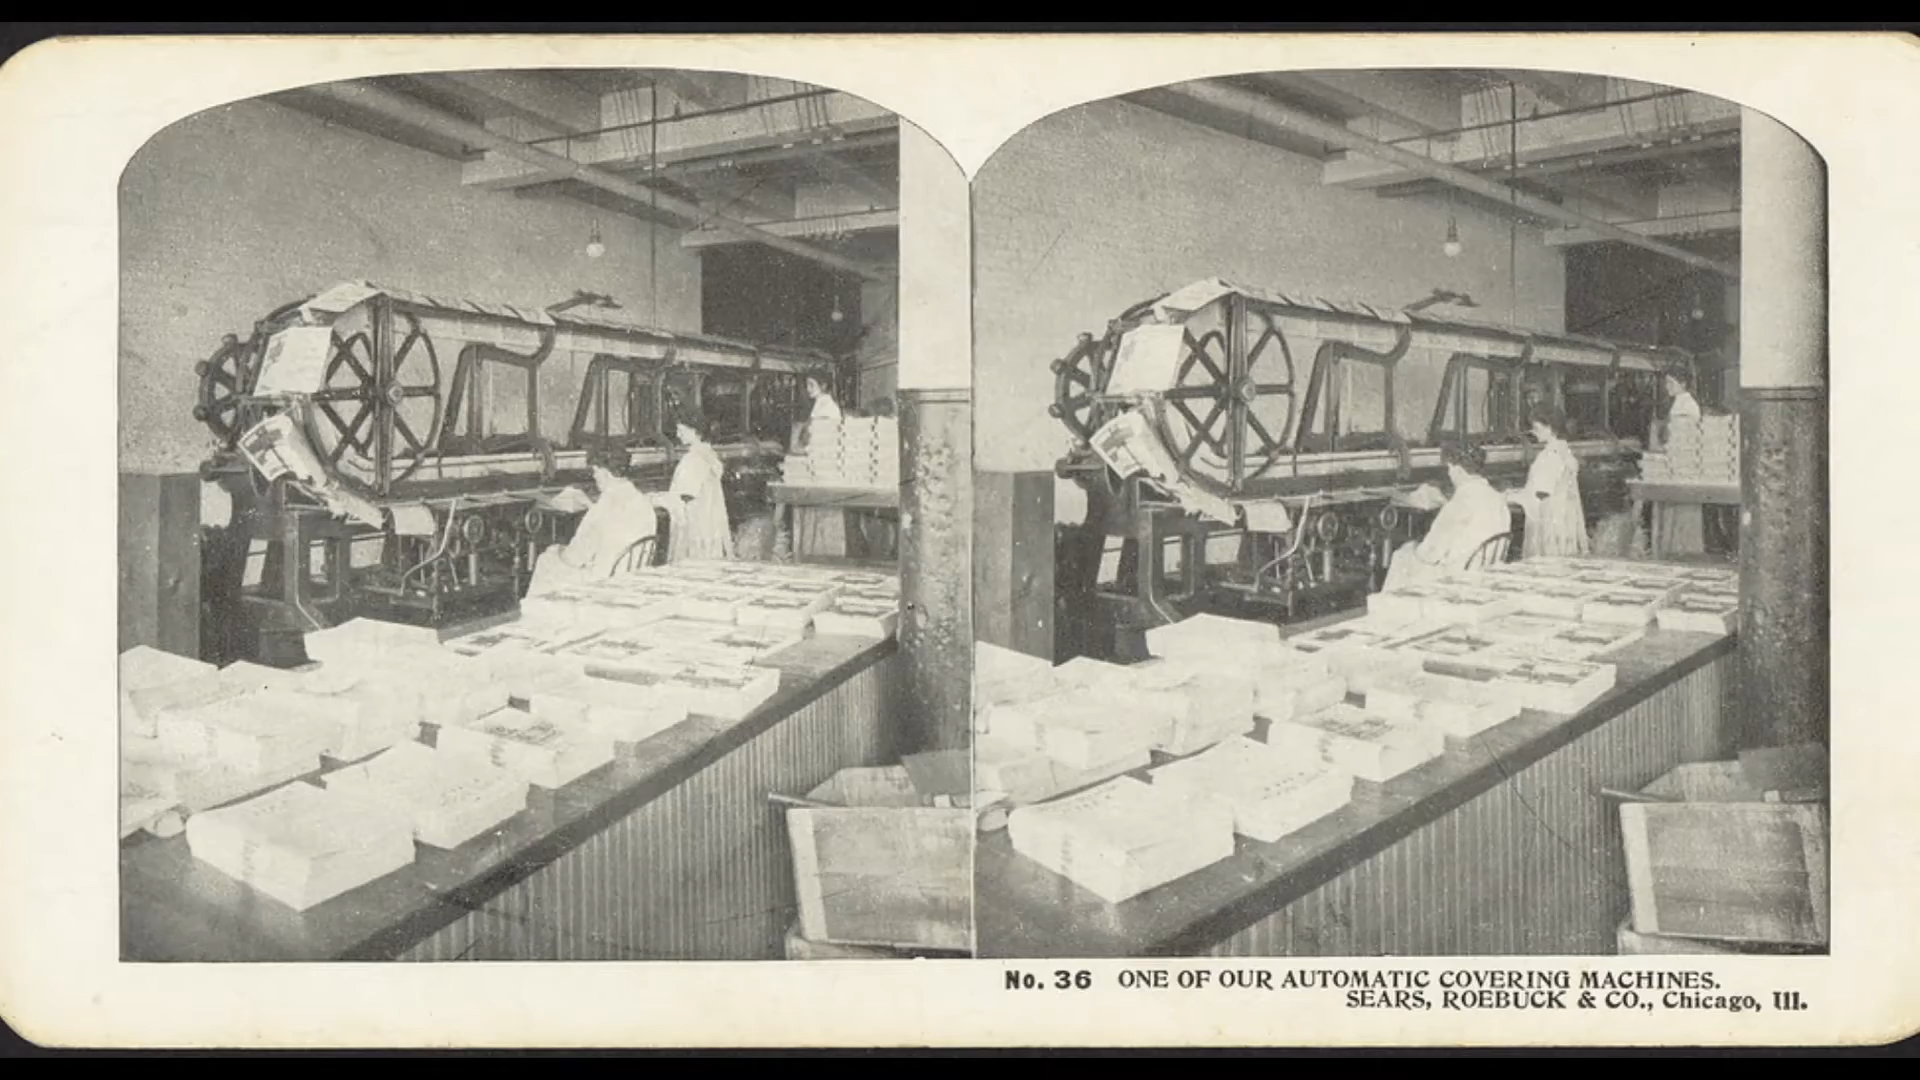 No. 36 ONE OF OUR AUTOMATIC COVERING MACHINES.
SEARS, ROEBUCK & CO., Chicago, Ill.